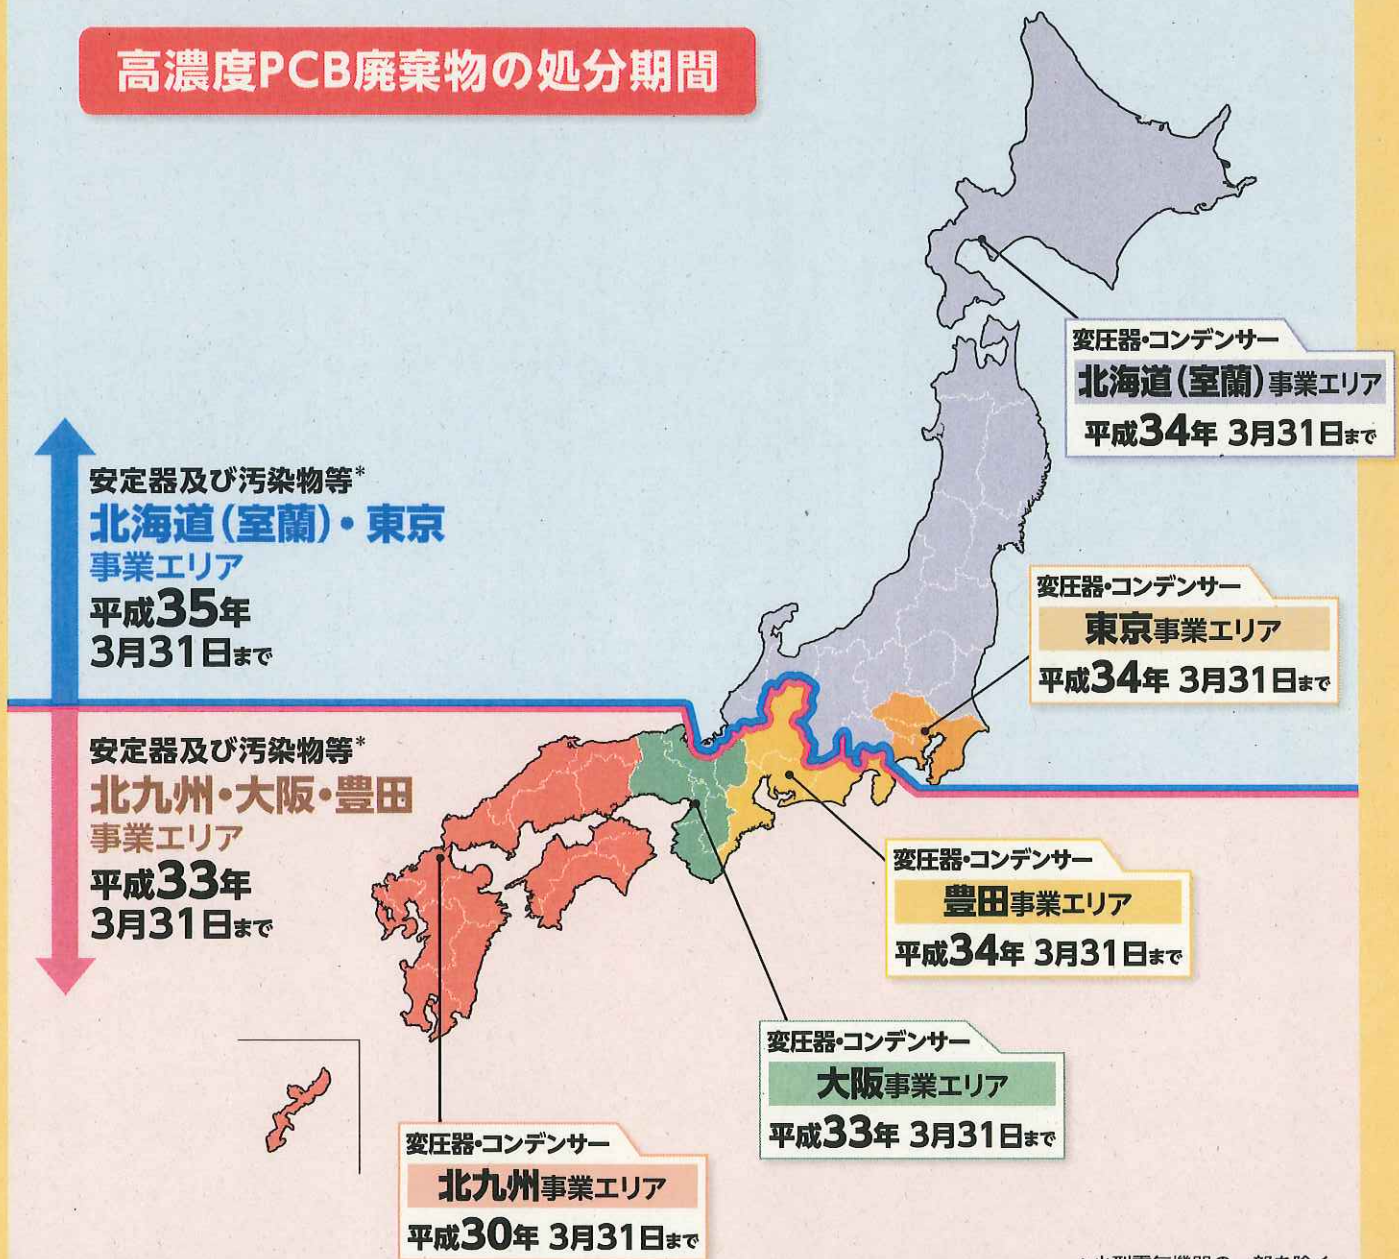 高濃度PCB廃棄物の処分期間
変圧器・コンデンサー
北海道(室蘭)事業エリア
平成34年 3月31日まで
安定器及び汚染物等*
北海道(室蘭)・東京
事業エリア
平成35年
3月31日まで
変圧器・コンデンサー
東京事業エリア
平成34年 3月31日まで
安定器及び汚染物等*
北九州・大阪・豊田
事業エリア
平成33年
3月31日まで
変圧器・コンデンサー
豊田事業エリア
平成34年 3月31日まで
変圧器・コンデンサー
大阪事業エリア
平成33年 3月31日まで
変圧器・コンデンサー
北九州事業エリア
平成30年 3月31日まで